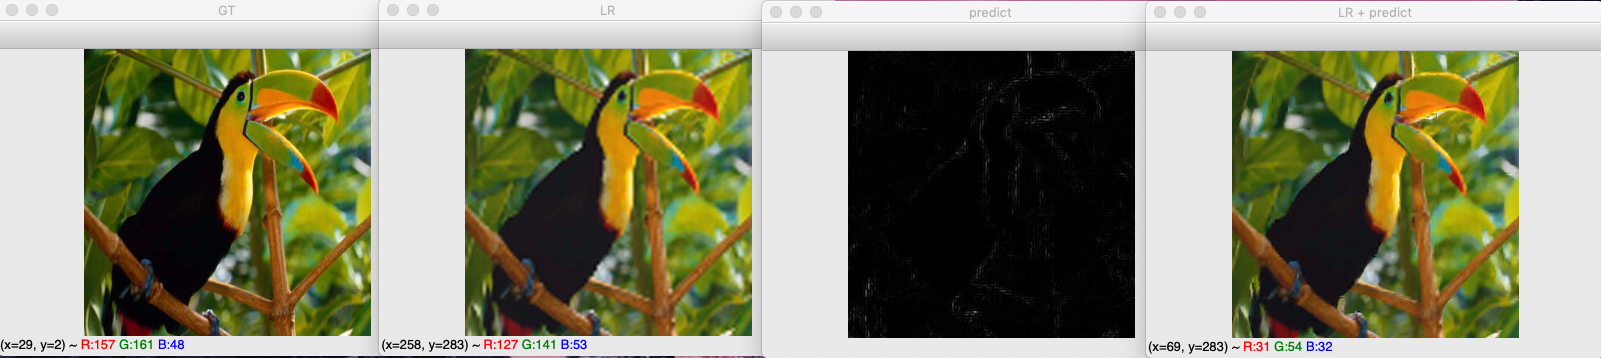 GT
LR
predict
LR + predict
(x=29, y=2) ~ R:157 G:161 B:48
(x=258, y=283) ~ R:127 G:141 B:53
(x=69, y=283) ~ R:31 G:54 B:32